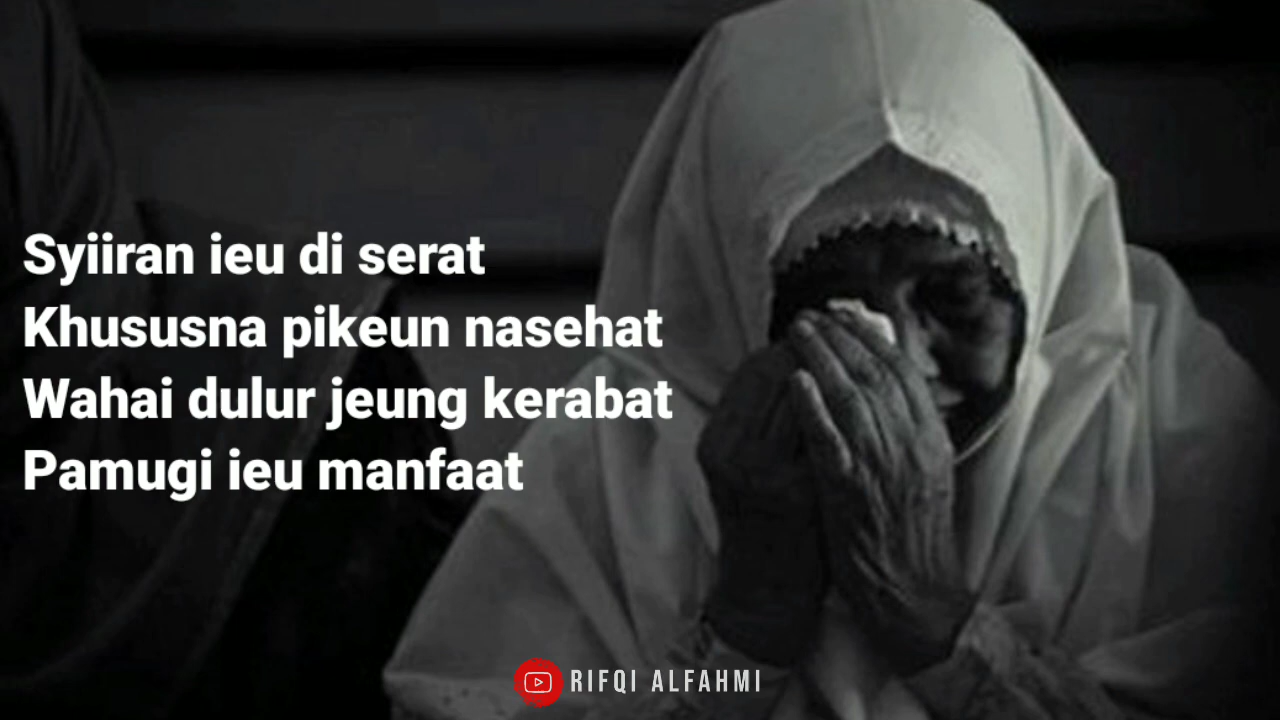 Syiiran ieu di serat
Khususna pikeun nasehat
Wahai dulur jeung kerabat
Pamugi ieu manfaat
RIFQI ALFAHMI